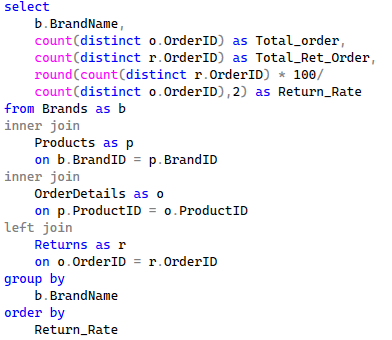 select
    b.BrandName,
    count(distinct o.OrderID) as Total_order,
    count(distinct r.OrderID) as Total_Ret_Order,
    round(count(distinct r.OrderID) * 100/
    count(distinct o.OrderID),2) as Return_Rate
from Brands as b
inner join
    Products as p
    on b.BrandID = p.BrandID
inner join
    OrderDetails as o
    on p.ProductID = o.ProductID
left join
    Returns as r
    on o.OrderID = r.OrderID
group by
    b.BrandName
order by
    Return_Rate